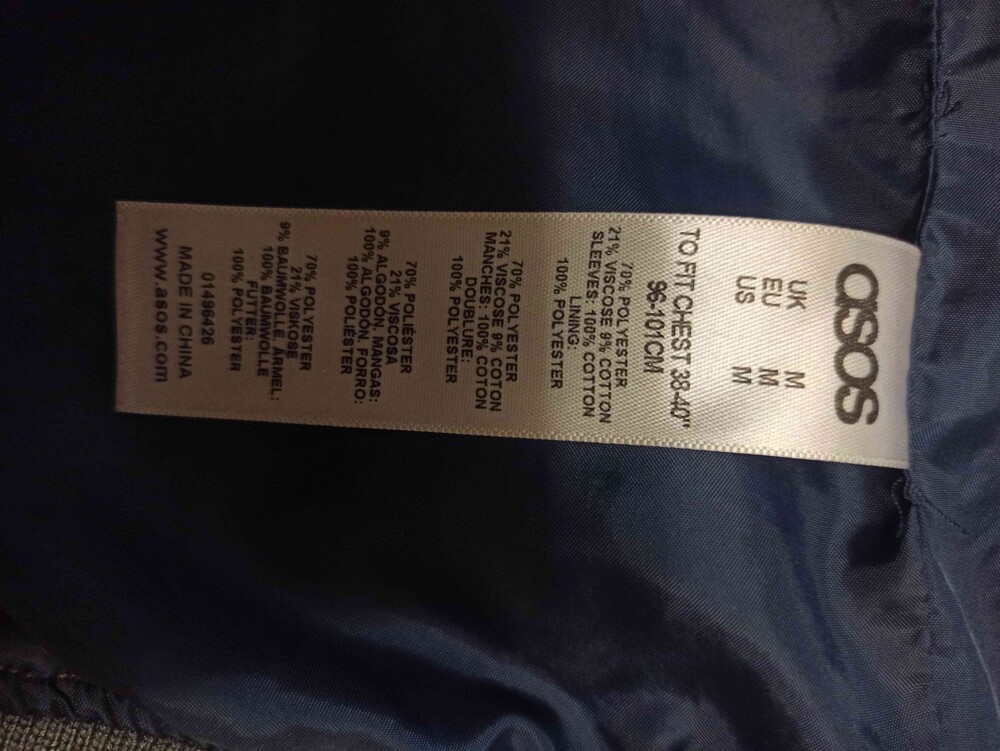 asos
UK M
EU M
US M
TO FIT CHEST 38-40"
96-101CM
70% POLYESTER
21% VISCOSE 9% COTTON
SLEEVES: 100% COTTON
LINING:
100% POLYESTER
70% POLYESTER
21% VISCOSE 9% COTON
MANCHES: 100% COTON
DOUBLURE:
100% POLYESTER
70% POLIÉSTER
21% VISCOSA
9% ALGODÓN, MANGAS:
100% ALGODÓN, FORRO:
100% POLIÉSTER
70% POLYESTER
21% VISKOSE
9% BAUMWOLLE, ÄRMEL:
100% BAUMWOLLE
FUTTER:
100% POLYESTER
01496426
MADE IN CHINA
www.asos.com